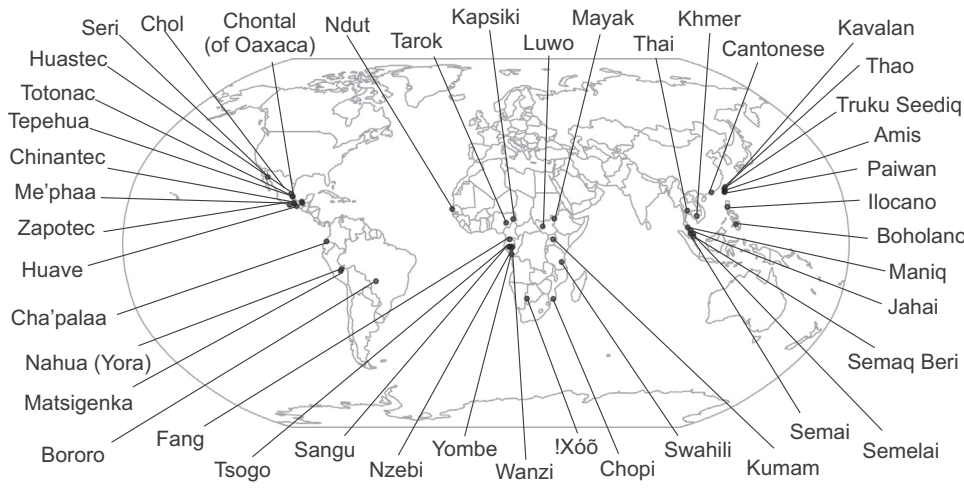 Seri
Chol
Chontal
(of Oaxaca)
Ndut
Tarok
Kapsiki
Luwo
Mayak
Thai
Khmer
Cantonese
Kavalan
Thao
Truku Seediq
Amis
Paiwan
Ilocano
Boholano
Maniq
Jahai
Semaq Beri
Semelai
Semai
Kumam
Swahili
Chopi
!Xóõ
Wanzi
Yombe
Nzebi
Sangu
Tsogo
Fang
Bororo
Matsigenka
Nahua (Yora)
Cha'palaa
Huave
Zapotec
Me'phaa
Chinantec
Tepehua
Totonac
Huastec